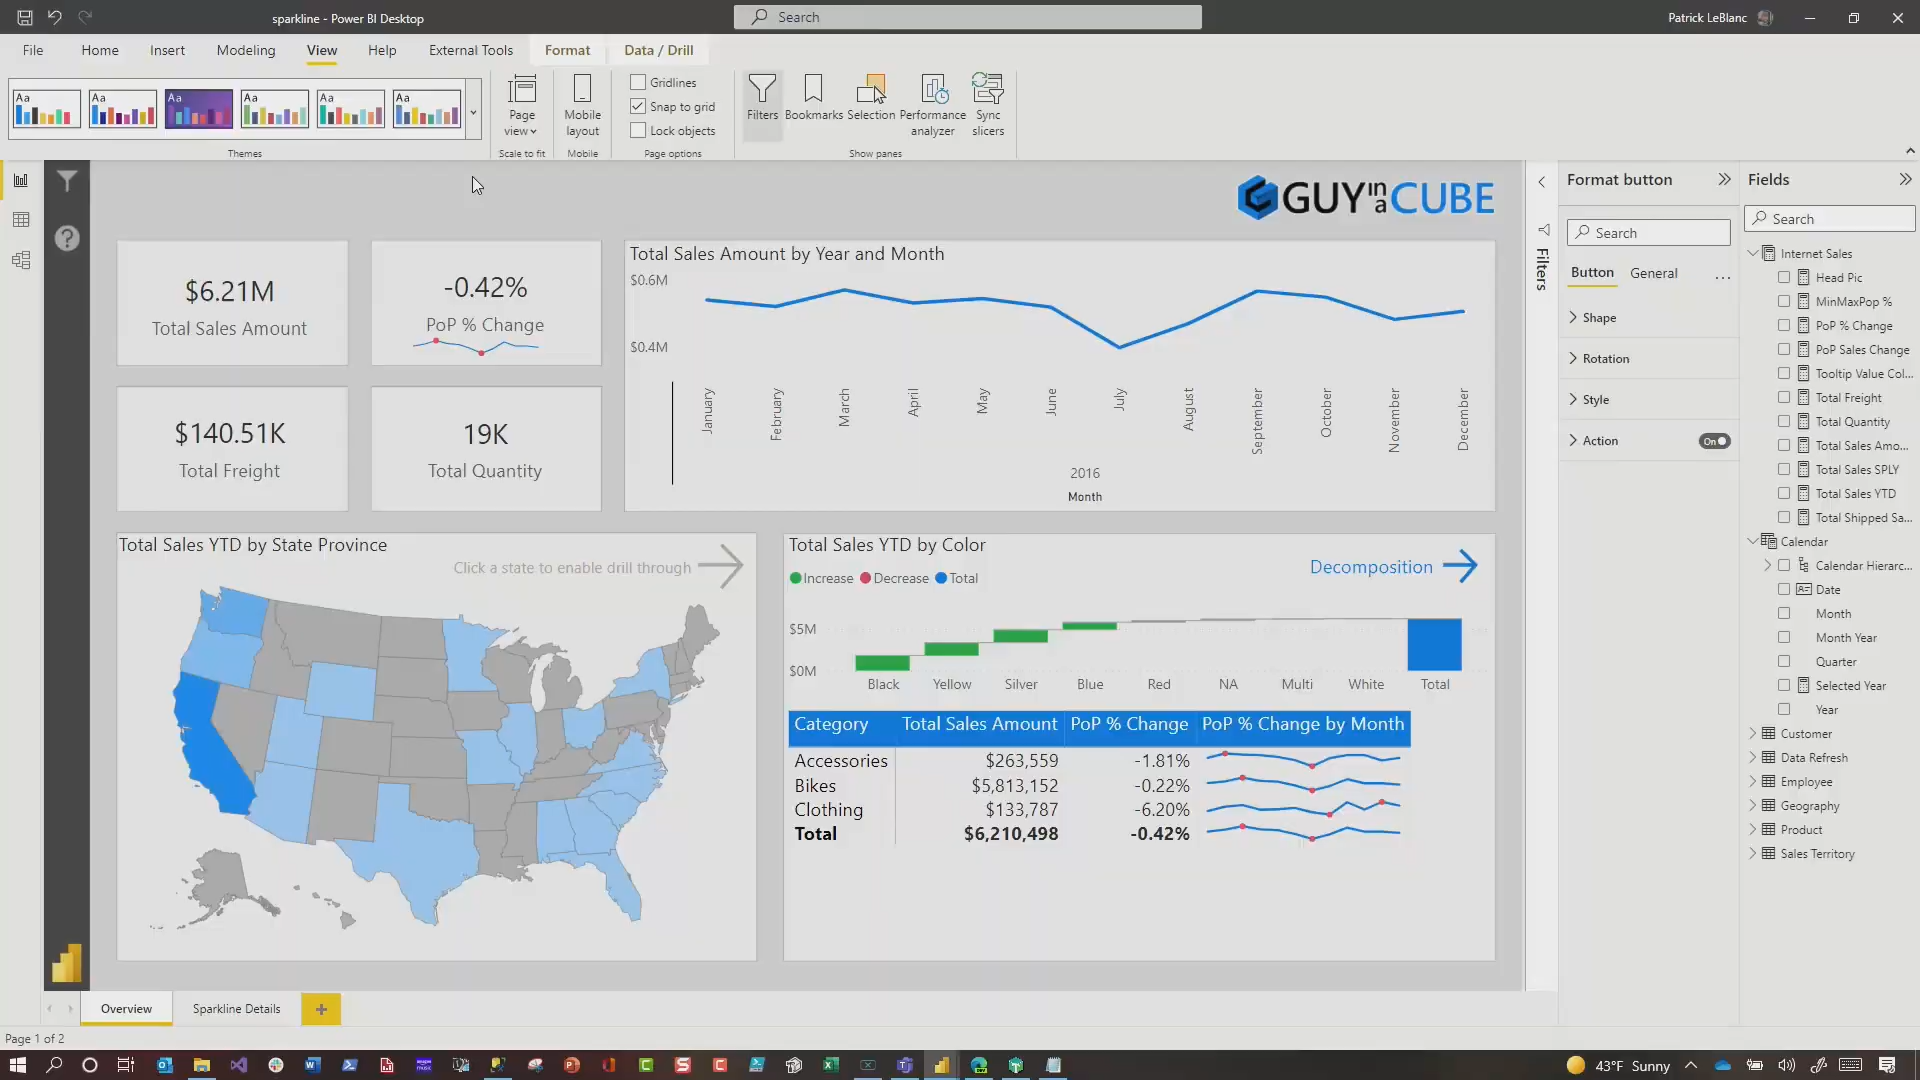 sparkline - Power BI Desktop
Search
Patrick LeBlanc
File
Home
Insert
Modeling
View
Help
External Tools
Format
Data / Drill
Aa
Aa
Aa
Aa
Aa
Aa
Themes
Page view
Scale to fit
Mobile layout
Mobile
Gridlines
Snap to grid
Lock objects
Page options
Filters
Bookmarks
Selection
Performance analyzer
Sync slicers
Show panes
GUY in a CUBE
$6.21M
Total Sales Amount
-0.42%
PoP % Change
$140.51K
Total Freight
19K
Total Quantity
Total Sales Amount by Year and Month
$0.6M
$0.4M
January
February
March
April
May
June
July
August
September
October
November
December
2016
Month
Total Sales YTD by State Province
Click a state to enable drill through
Total Sales YTD by Color
Decomposition
Increase
Decrease
Total
$5M
$0M
Black
Yellow
Silver
Blue
Red
NA
Multi
White
Total
Category Total Sales Amount PoP % Change PoP % Change by Month
Accessories $263,559 -1.81%
Bikes $5,813,152 -0.22%
Clothing $133,787 -6.20%
Total $6,210,498 -0.42%
Filters
Format button
Search
Button
General
...
Shape
Rotation
Style
Action
On
Fields
Search
Internet Sales
Head Pic
MinMaxPop %
PoP % Change
PoP Sales Change
Tooltip Value Col...
Total Freight
Total Quantity
Total Sales Amo...
Total Sales SPLY
Total Sales YTD
Total Shipped Sa...
Calendar
Calendar Hierarc...
Date
Month
Month Year
Quarter
Selected Year
Year
Customer
Data Refresh
Employee
Geography
Product
Sales Territory
Overview
Sparkline Details
Page 1 of 2
43°F Sunny